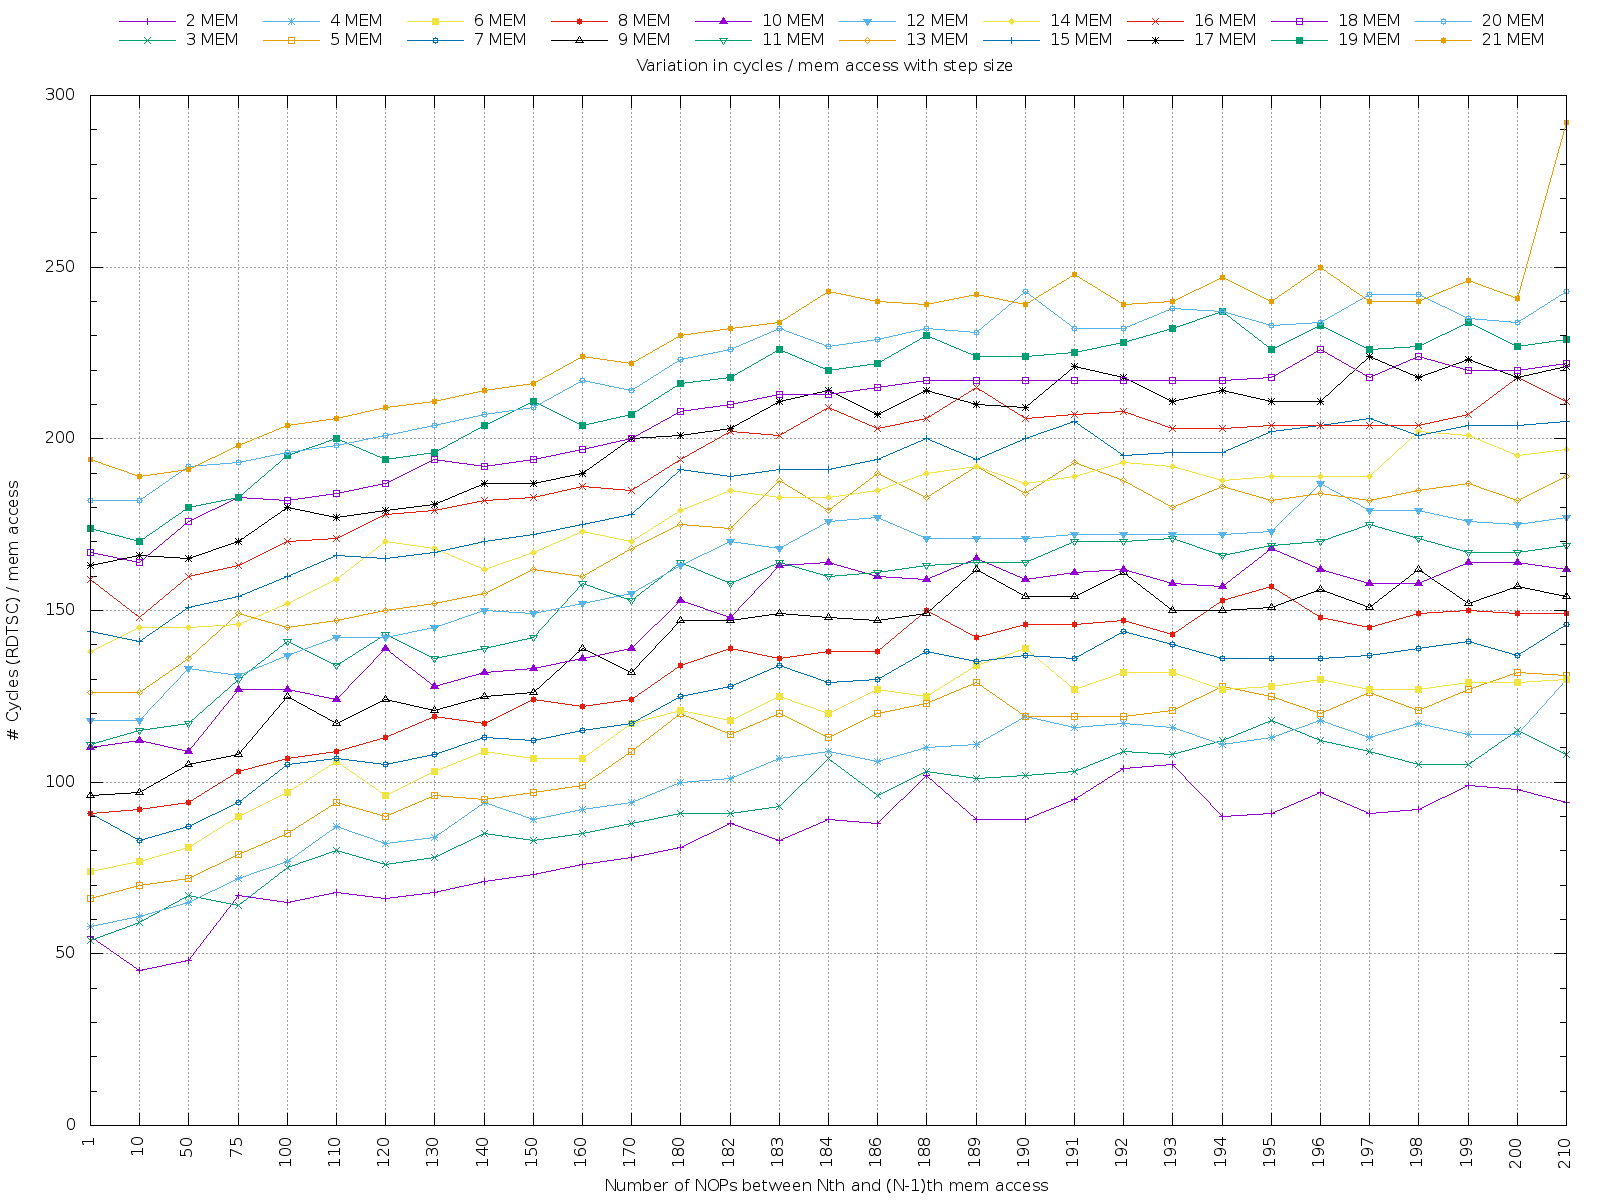 2 MEM 4 MEM 6 MEM 8 MEM 10 MEM 12 MEM 14 MEM 16 MEM 18 MEM 20 MEM
3 MEM 5 MEM 7 MEM 9 MEM 11 MEM 13 MEM 15 MEM 17 MEM 19 MEM 21 MEM
Variation in cycles / mem access with step size
300
250
200
150
100
50
0
# Cycles (RDTSC) / mem access
1 10 50 75 100 110 120 130 140 150 160 170 180 182 183 184 186 188 189 190 191 192 193 194 195 196 197 198 199 200 210
Number of NOPs between Nth and (N-1)th mem access